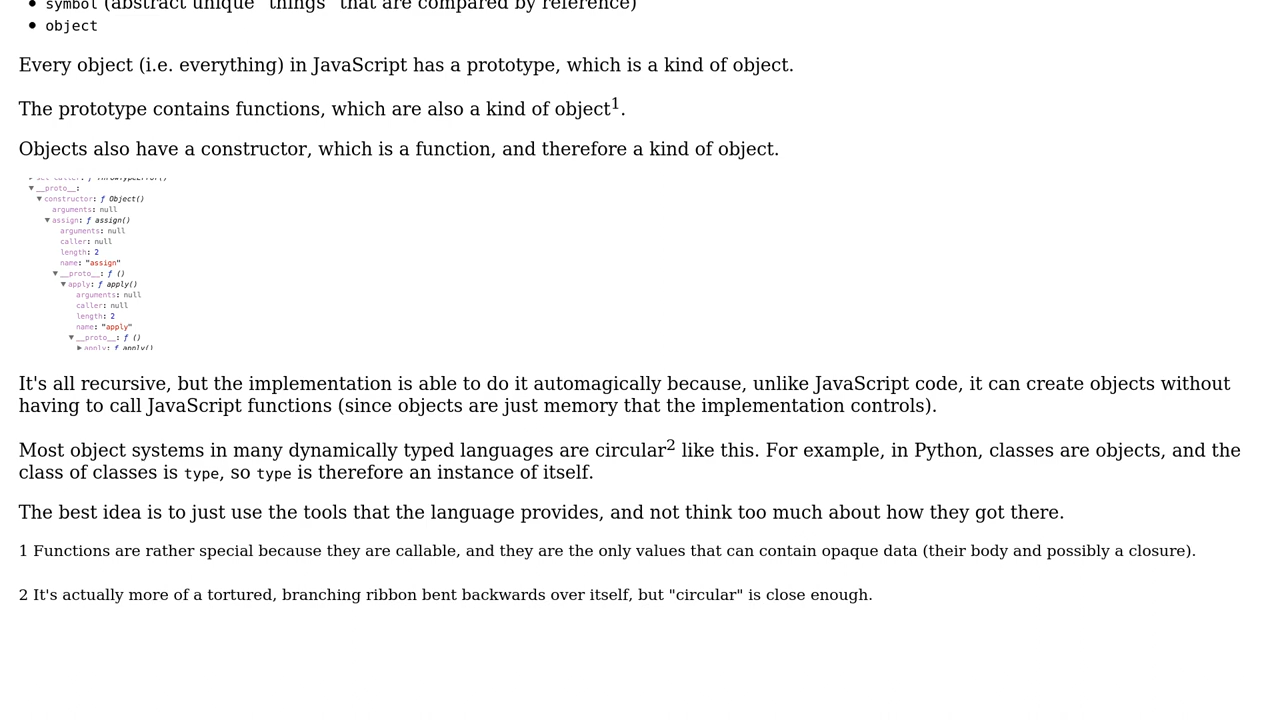 symbol (abstract unique "things" that are compared by reference)
object
Every object (i.e. everything) in JavaScript has a prototype, which is a kind of object.
The prototype contains functions, which are also a kind of object1.
Objects also have a constructor, which is a function, and therefore a kind of object.
set caller: ƒ ThrowTypeError()
▼__proto__:
▼constructor: ƒ Object()
arguments: null
▼assign: ƒ assign()
arguments: null
caller: null
length: 2
name: "assign"
▼__proto__: ƒ ()
▼apply: ƒ apply()
arguments: null
caller: null
length: 2
name: "apply"
▼__proto__: ƒ ()
▶apply: ƒ apply()
It's all recursive, but the implementation is able to do it automagically because, unlike JavaScript code, it can create objects without
having to call JavaScript functions (since objects are just memory that the implementation controls).
Most object systems in many dynamically typed languages are circular2 like this. For example, in Python, classes are objects, and the
class of classes is type, so type is therefore an instance of itself.
The best idea is to just use the tools that the language provides, and not think too much about how they got there.
1 Functions are rather special because they are callable, and they are the only values that can contain opaque data (their body and possibly a closure).
2 It's actually more of a tortured, branching ribbon bent backwards over itself, but "circular" is close enough.